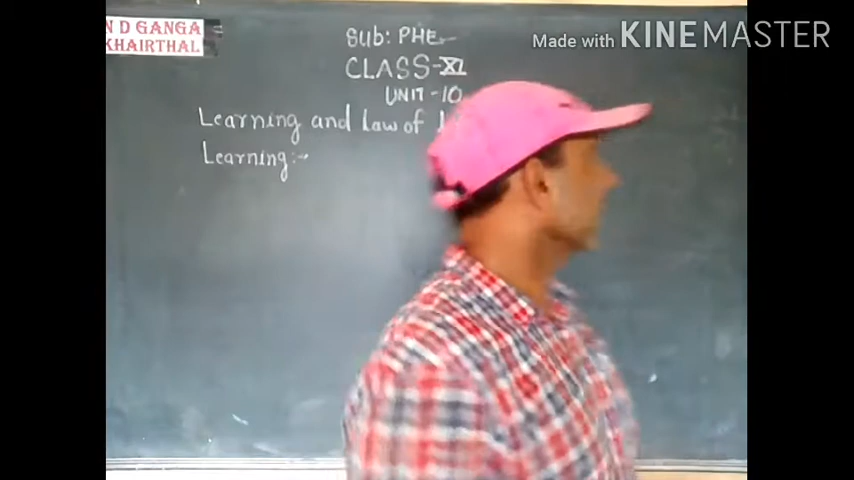 N D GANGA
KHAIRTHAL
Made with KINEMASTER
Sub: PHE
CLASS-XI
UNIT-10
Learning and Law of
Learning:-